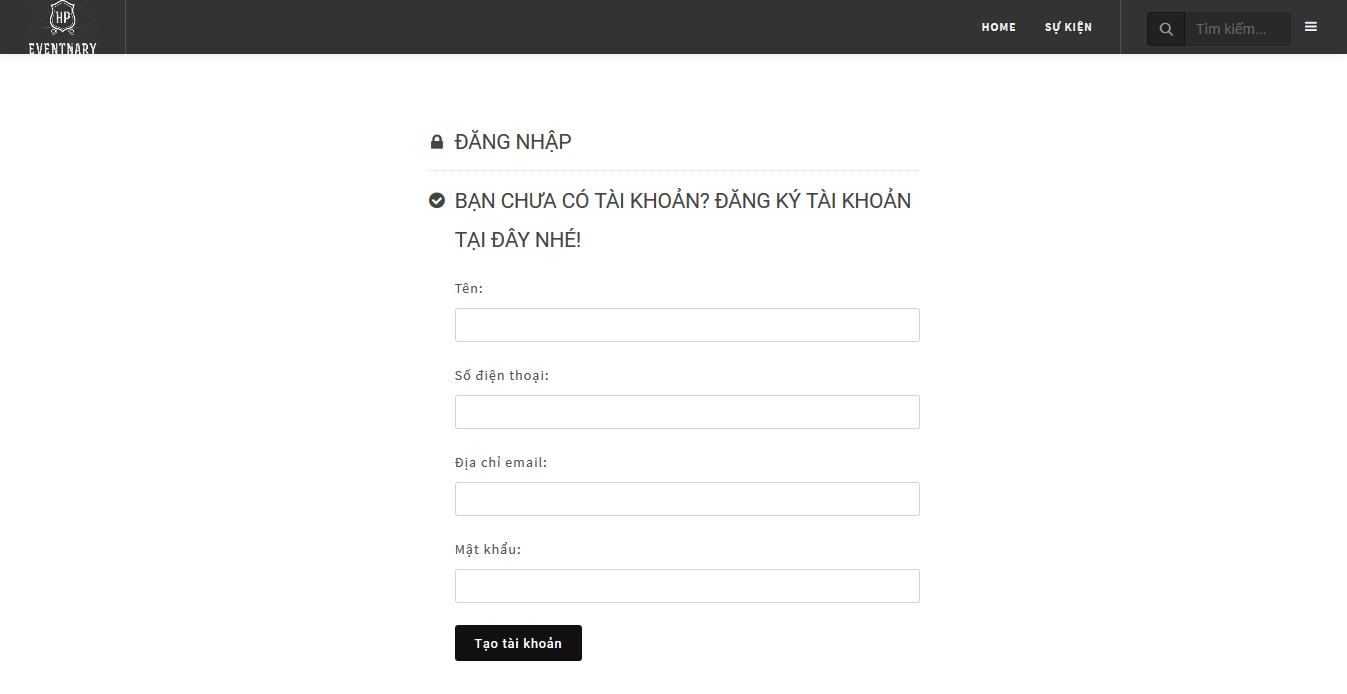 HP
EVENTNARY
HOME
SỰ KIỆN
Tìm kiếm...
ĐĂNG NHẬP
BẠN CHƯA CÓ TÀI KHOẢN? ĐĂNG KÝ TÀI KHOẢN
TẠI ĐÂY NHÉ!
Tên:
Số điện thoại:
Địa chỉ email:
Mật khẩu:
Tạo tài khoản